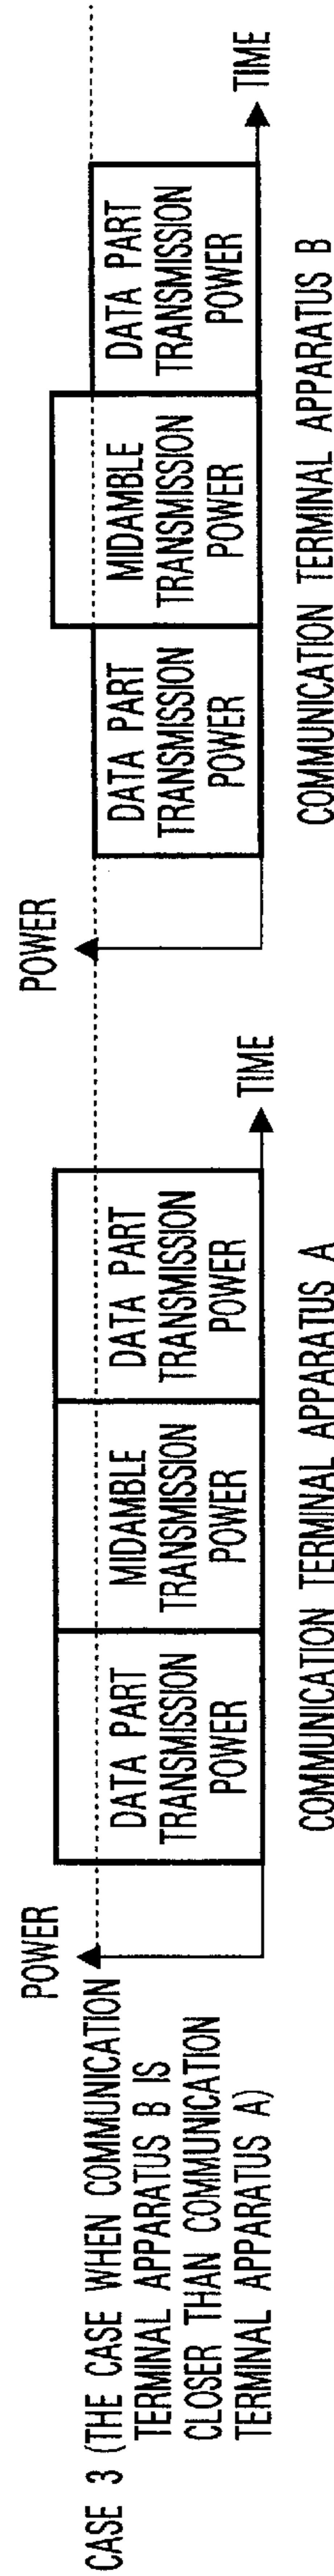 CASE 3 (THE CASE WHEN COMMUNICATION
TERMINAL APPARATUS B IS
CLOSER THAN COMMUNICATION
TERMINAL APPARATUS A)
POWER
DATA PART
TRANSMISSION
POWER
MIDAMBLE
TRANSMISSION
POWER
DATA PART
TRANSMISSION
POWER
TIME
COMMUNICATION TERMINAL APPARATUS A
POWER
DATA PART
TRANSMISSION
POWER
MIDAMBLE
TRANSMISSION
POWER
DATA PART
TRANSMISSION
POWER
TIME
COMMUNICATION TERMINAL APPARATUS B